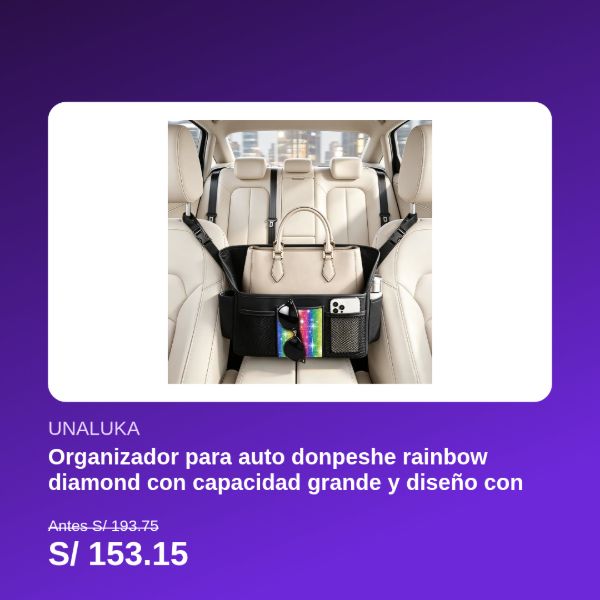 UNALUKA
Organizador para auto donpeshe rainbow
diamond con capacidad grande y diseño con
Antes S/ 193.75
S/ 153.15